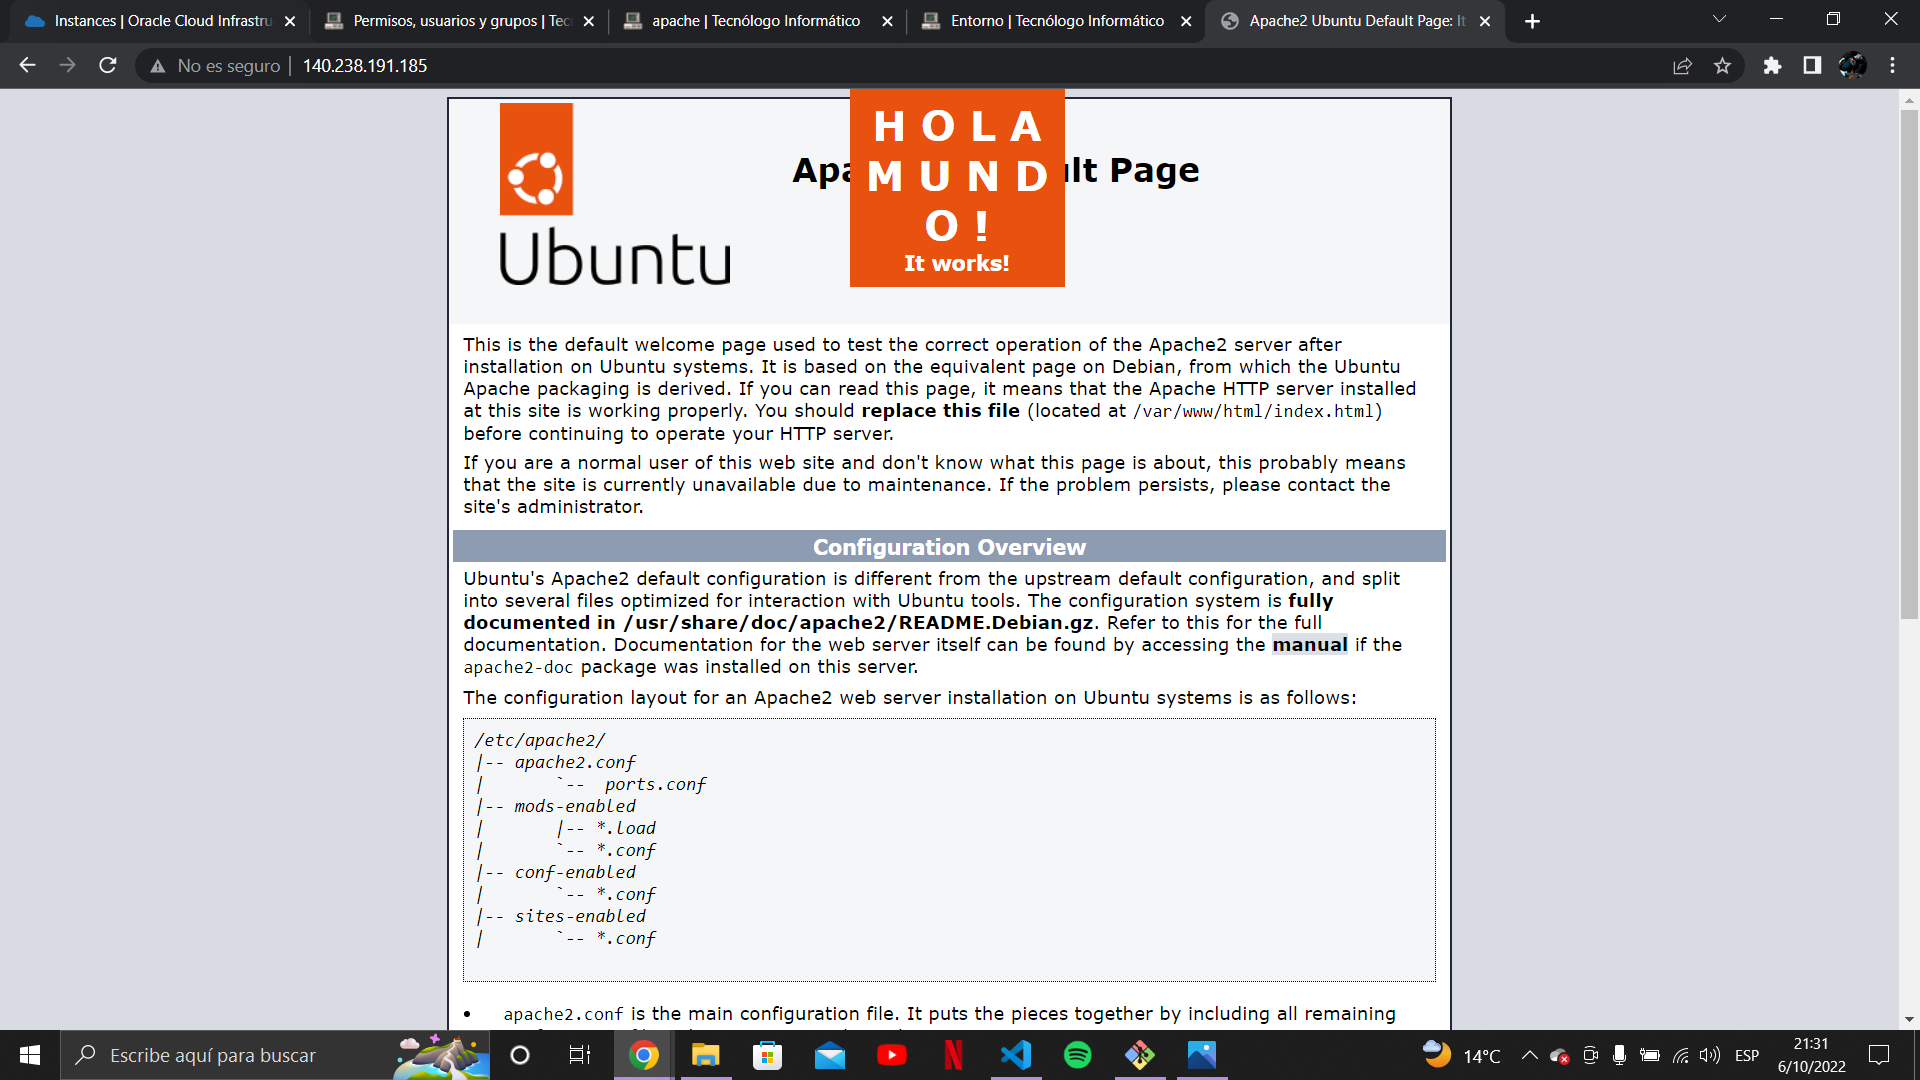 Instances | Oracle Cloud Infrastru
Permisos, usuarios y grupos | Tec
apache | Tecnólogo Informático
Entorno | Tecnólogo Informático
Apache2 Ubuntu Default Page: It
No es seguro | 140.238.191.185
Ubuntu
Apa
ult Page
H O L A
M U N D
O !
It works!
This is the default welcome page used to test the correct operation of the Apache2 server after
installation on Ubuntu systems. It is based on the equivalent page on Debian, from which the Ubuntu
Apache packaging is derived. If you can read this page, it means that the Apache HTTP server installed
at this site is working properly. You should replace this file (located at /var/www/html/index.html)
before continuing to operate your HTTP server.
If you are a normal user of this web site and don't know what this page is about, this probably means
that the site is currently unavailable due to maintenance. If the problem persists, please contact the
site's administrator.
Configuration Overview
Ubuntu's Apache2 default configuration is different from the upstream default configuration, and split
into several files optimized for interaction with Ubuntu tools. The configuration system is fully
documented in /usr/share/doc/apache2/README.Debian.gz. Refer to this for the full
documentation. Documentation for the web server itself can be found by accessing the manual if the
apache2-doc package was installed on this server.
The configuration layout for an Apache2 web server installation on Ubuntu systems is as follows:
/etc/apache2/
|-- apache2.conf
|       `--  ports.conf
|-- mods-enabled
|       |-- *.load
|       `-- *.conf
|-- conf-enabled
|       `-- *.conf
|-- sites-enabled
|       `-- *.conf
• apache2.conf is the main configuration file. It puts the pieces together by including all remaining
Escribe aquí para buscar
14°C
ESP
21:31
6/10/2022